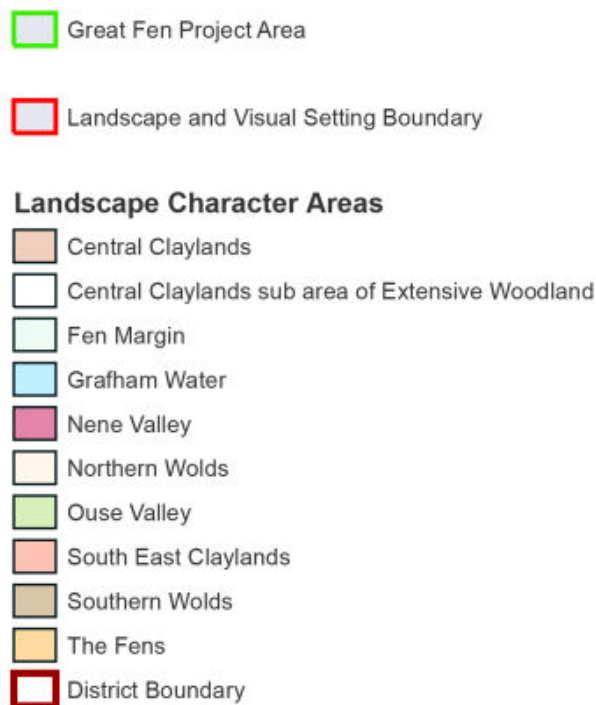 Great Fen Project Area
Landscape and Visual Setting Boundary
Landscape Character Areas
Central Claylands
Central Claylands sub area of Extensive Woodland
Fen Margin
Grafham Water
Nene Valley
Northern Wolds
Ouse Valley
South East Claylands
Southern Wolds
The Fens
District Boundary